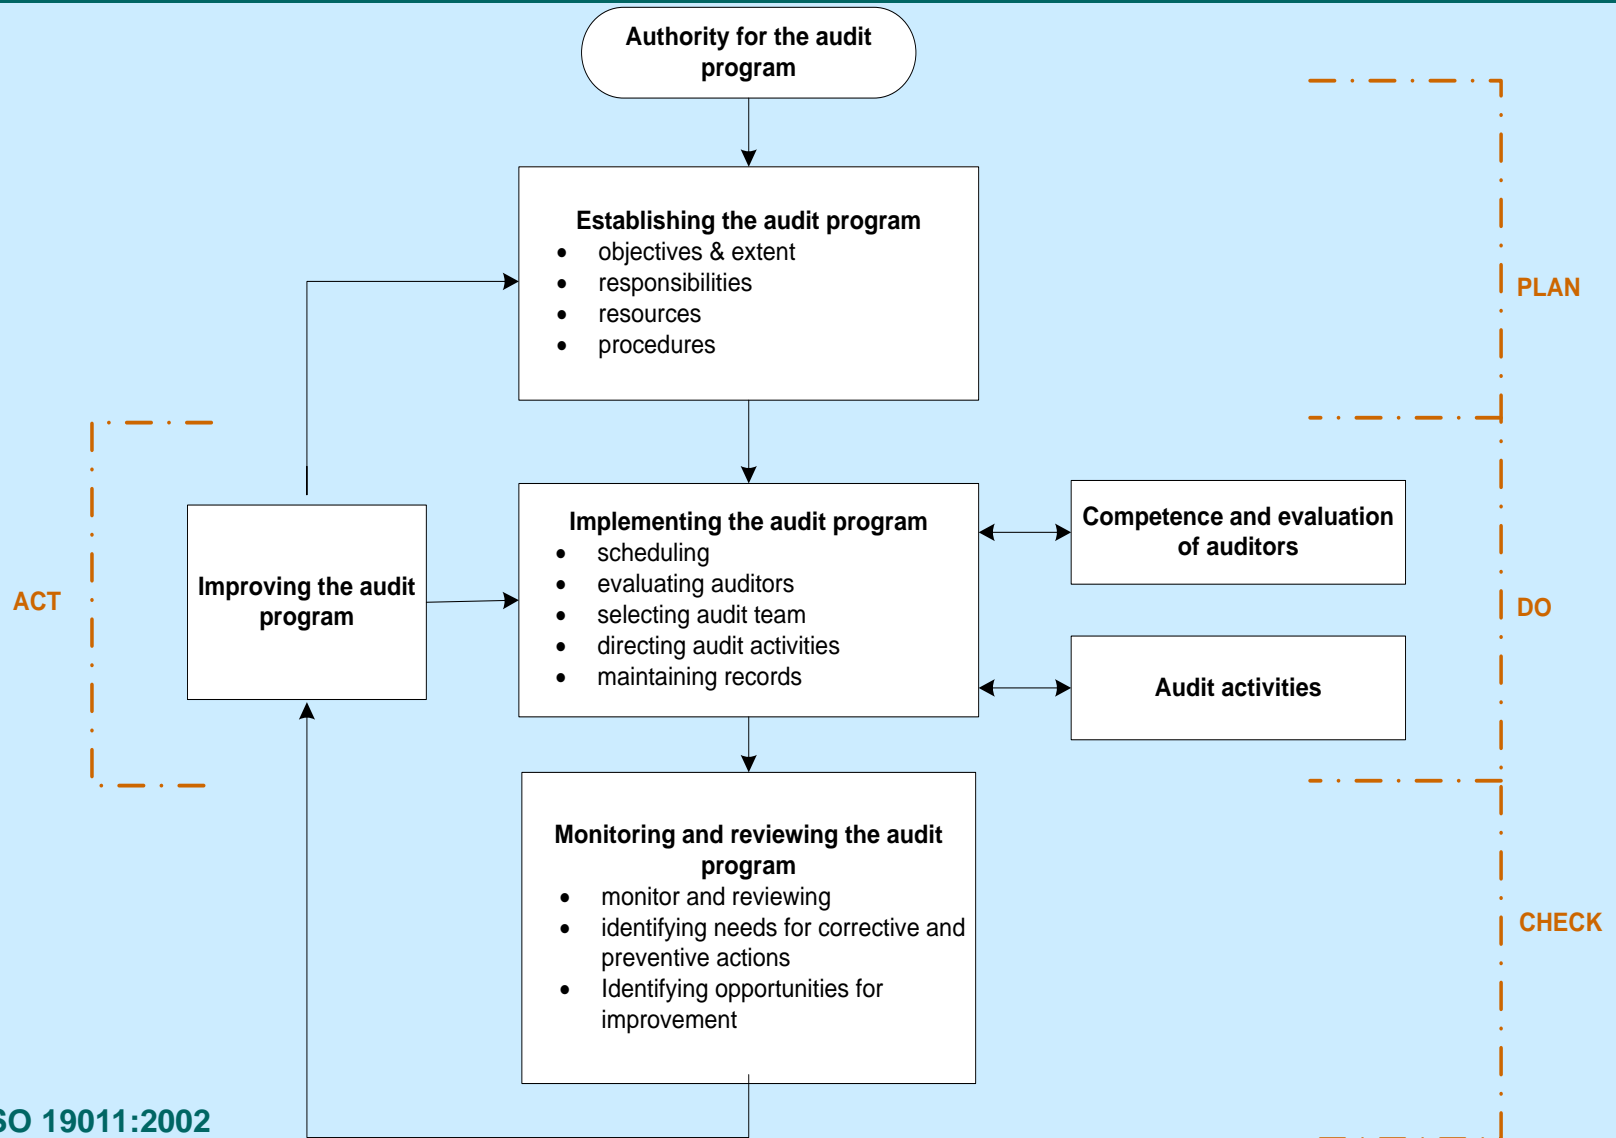 Authority for the audit
program
Establishing the audit program
• objectives & extent
• responsibilities
• resources
• procedures
PLAN
Implementing the audit program
• scheduling
• evaluating auditors
• selecting audit team
• directing audit activities
• maintaining records
Competence and evaluation
of auditors
Audit activities
DO
Improving the audit
program
ACT
Monitoring and reviewing the audit
program
• monitor and reviewing
• identifying needs for corrective and
preventive actions
• Identifying opportunities for
improvement
CHECK
SO 19011:2002